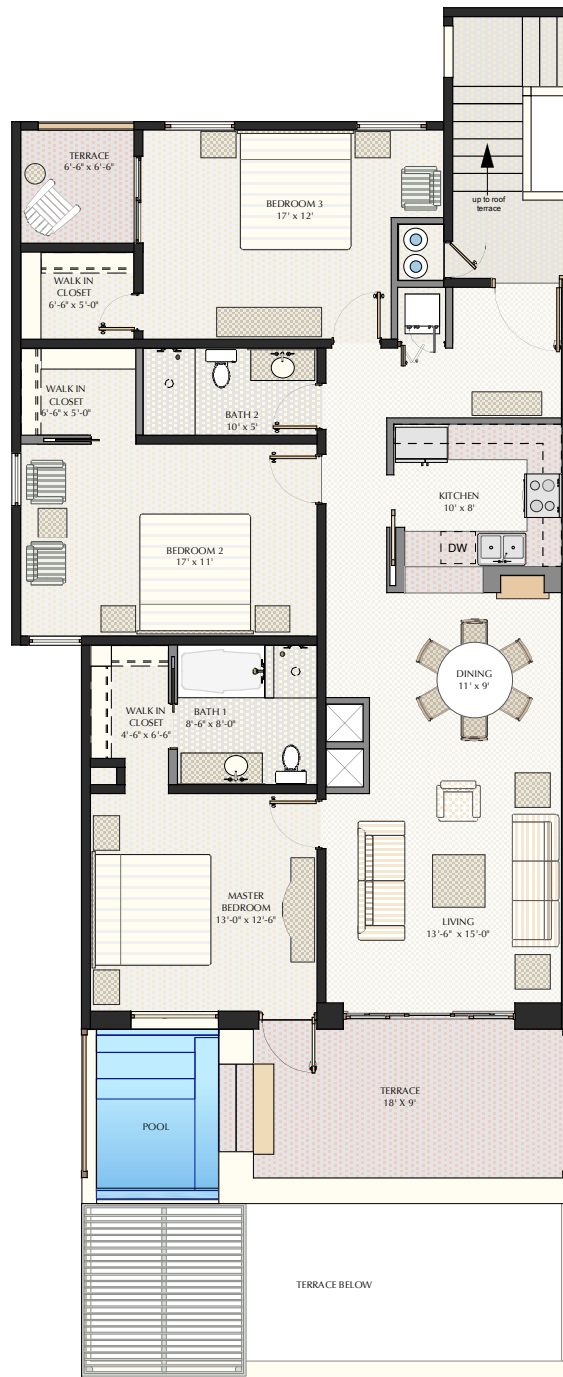 TERRACE
6'-6" x 6'-6"
BEDROOM 3
17' x 12'
up to roof
terrace
WALK IN
CLOSET
6'-6" x 5'-0"
WALK IN
CLOSET
6'-6" x 5'-0"
BATH 2
10' x 5'
KITCHEN
10' x 8'
DW
BEDROOM 2
17' x 11'
DINING
11' x 9'
WALK IN
CLOSET
4'-6" x 6'-6"
BATH 1
8'-6" x 8'-0"
MASTER
BEDROOM
13'-0" x 12'-6"
LIVING
13'-6" x 15'-0"
TERRACE
18' X 9'
POOL
TERRACE BELOW